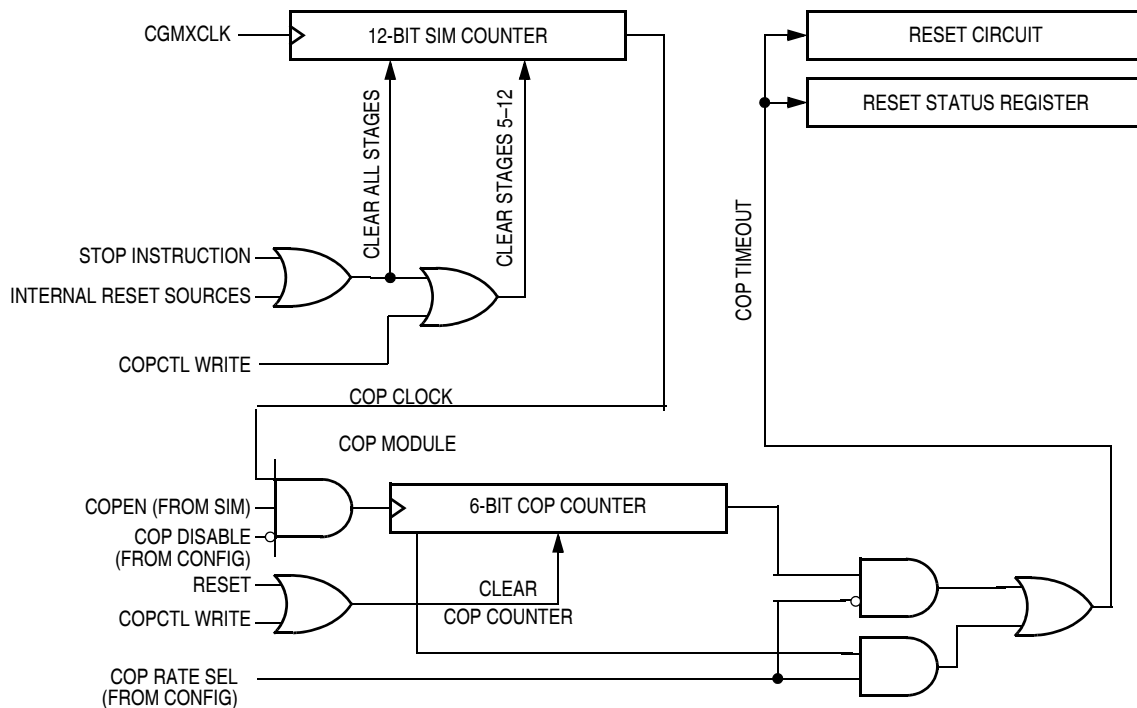 CGMXCLK
12-BIT SIM COUNTER
RESET CIRCUIT
RESET STATUS REGISTER
CLEAR ALL STAGES
CLEAR STAGES 5–12
STOP INSTRUCTION
INTERNAL RESET SOURCES
COPCTL WRITE
COP TIMEOUT
COP CLOCK
COP MODULE
COPEN (FROM SIM)
COP DISABLE
(FROM CONFIG)
6-BIT COP COUNTER
RESET
COPCTL WRITE
CLEAR
COP COUNTER
COP RATE SEL
(FROM CONFIG)